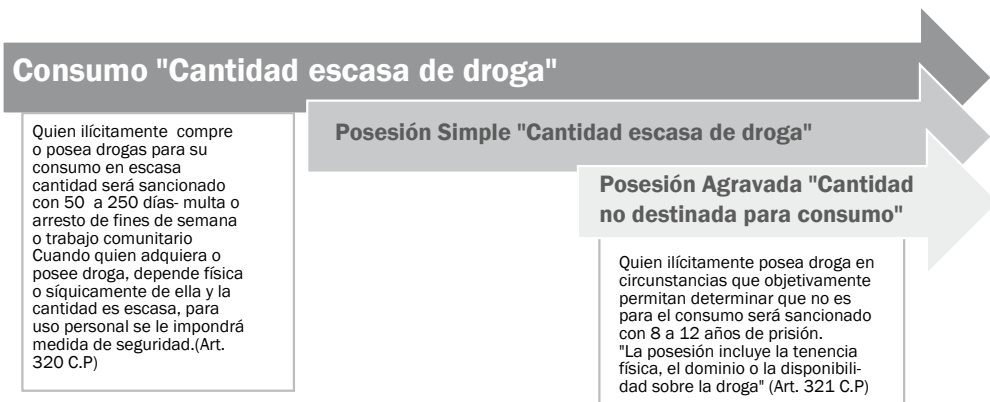 Consumo "Cantidad escasa de droga"
Quien ilícitamente compre
o posea drogas para su
consumo en escasa
cantidad será sancionado
con 50 a 250 días- multa o
arresto de fines de semana
o trabajo comunitario
Cuando quien adquiera o
posee droga, depende física
o síquicamente de ella y la
cantidad es escasa, para
uso personal se le impondrá
medida de seguridad.(Art.
320 C.P)
Posesión Simple "Cantidad escasa de droga"
Posesión Agravada "Cantidad
no destinada para consumo"
Quien ilícitamente posea droga en
circunstancias que objetivamente
permitan determinar que no es
para el consumo será sancionado
con 8 a 12 años de prisión.
"La posesión incluye la tenencia
física, el dominio o la disponibili-
dad sobre la droga" (Art. 321 C.P)